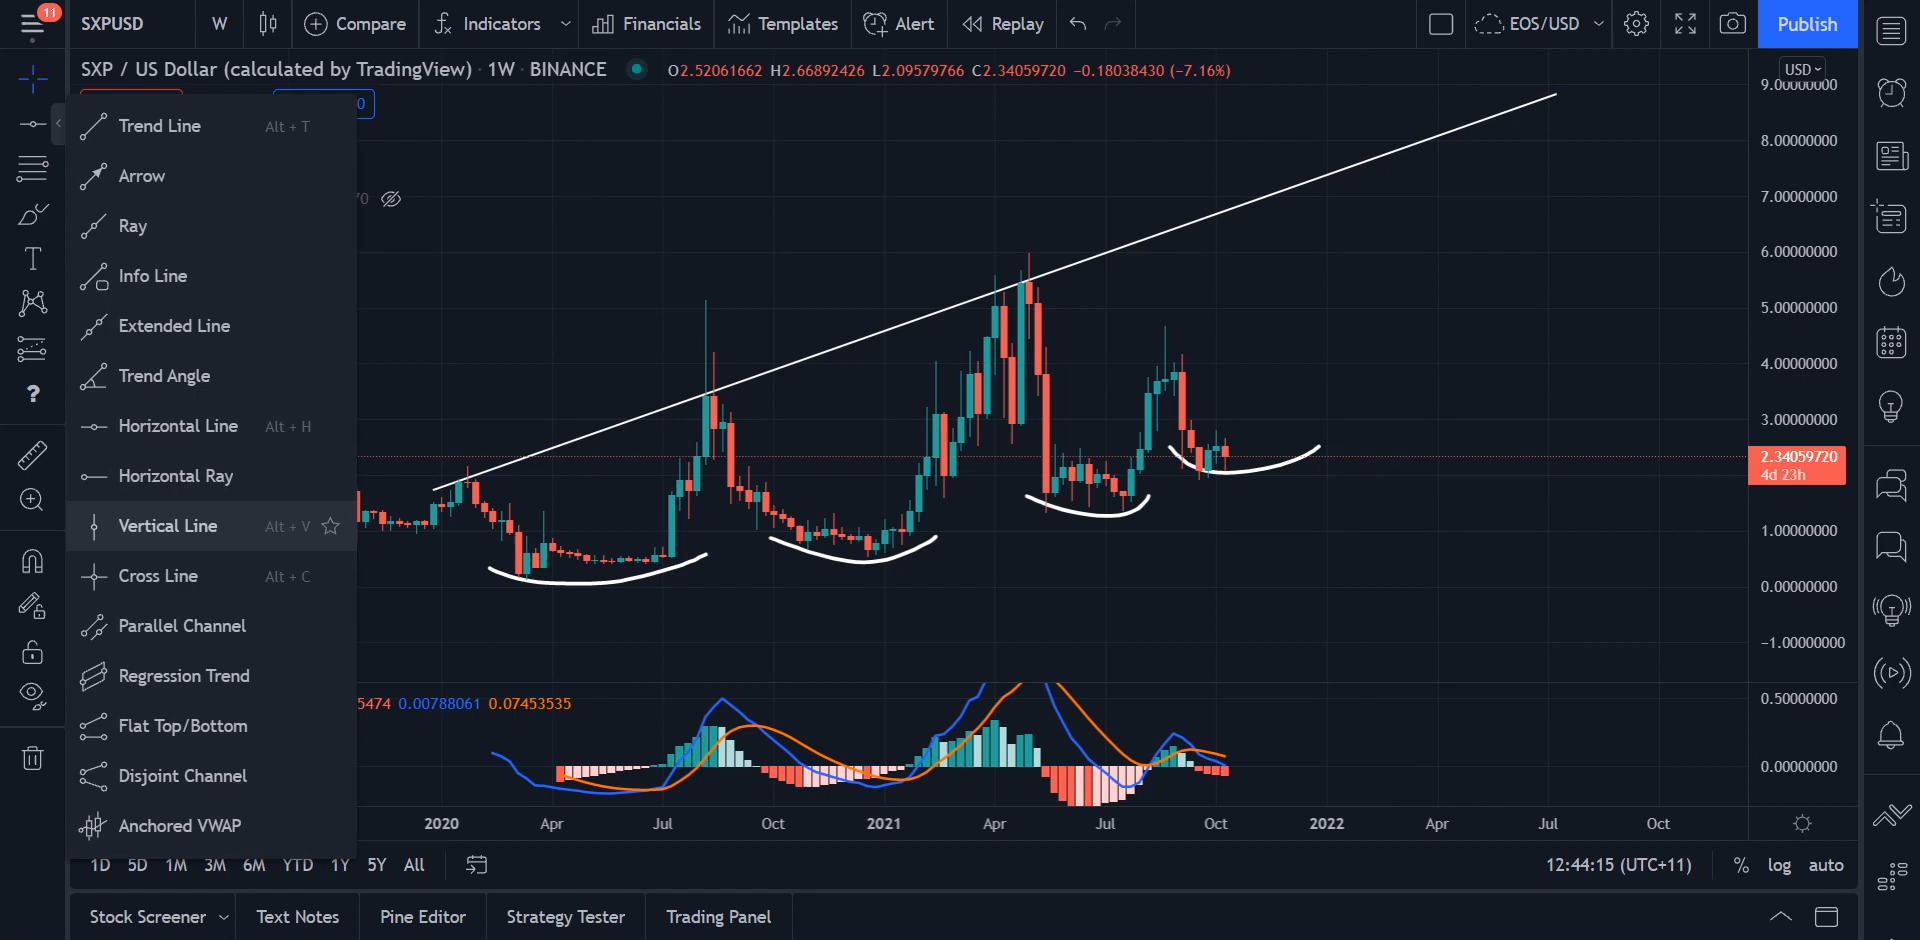 11
SXPUSD
W
Compare
Indicators
Financials
Templates
Alert
Replay
EOS/USD
Publish
SXP / US Dollar (calculated by TradingView) · 1W · BINANCE
O2.52061662 H2.66892426 L2.09579766 C2.34059720 −0.18038430 (−7.16%)
USD
9.00000000
8.00000000
7.00000000
6.00000000
5.00000000
4.00000000
3.00000000
2.34059720
4d 23h
1.00000000
0.00000000
−1.00000000
0
70
Trend Line Alt + T
Arrow
Ray
Info Line
Extended Line
Trend Angle
Horizontal Line Alt + H
Horizontal Ray
Vertical Line Alt + V
Cross Line Alt + C
Parallel Channel
Regression Trend
Flat Top/Bottom
Disjoint Channel
Anchored VWAP
T
?
5474 0.00788061 0.07453535
0.50000000
0.00000000
2020 Apr Jul Oct 2021 Apr Jul Oct 2022 Apr Jul Oct
1D 5D 1M 3M 6M YTD 1Y 5Y All
12:44:15 (UTC+11)
% log auto
Stock Screener
Text Notes
Pine Editor
Strategy Tester
Trading Panel